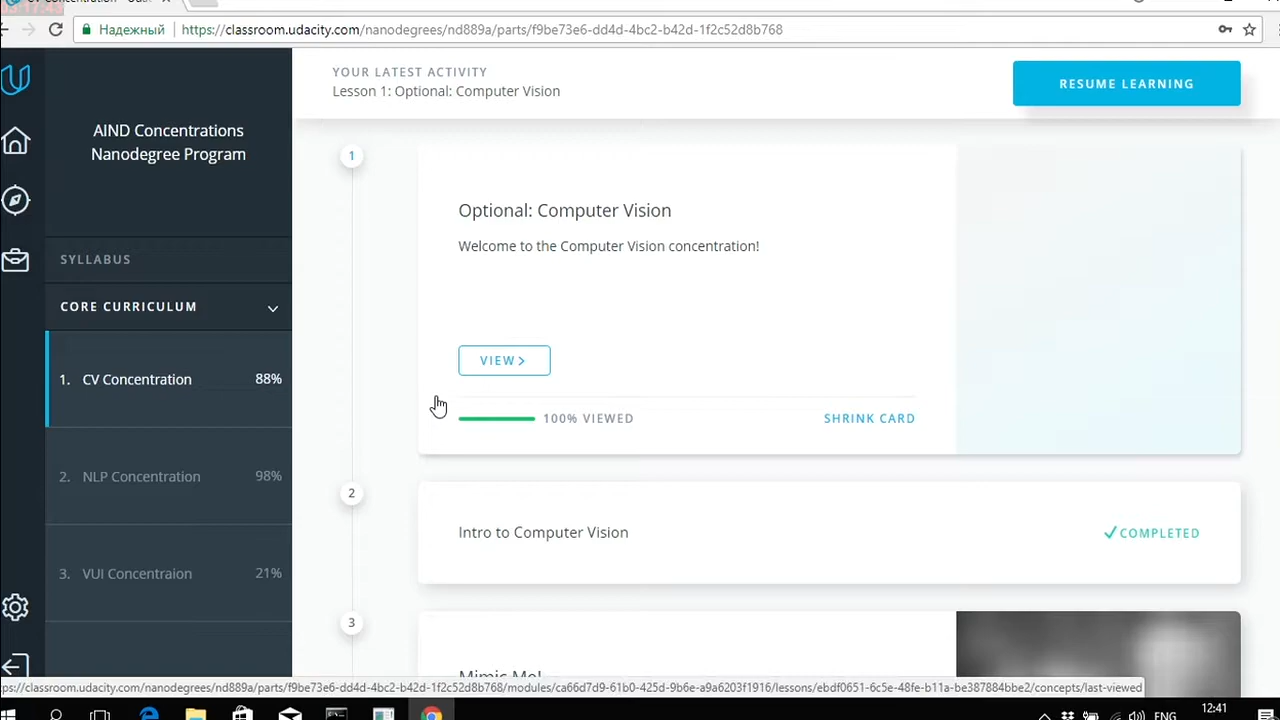 Надежный
https://classroom.udacity.com/nanodegrees/nd889a/parts/f9be73e6-dd4d-4bc2-b42d-1f2c52d8b768
AIND Concentrations
Nanodegree Program
SYLLABUS
CORE CURRICULUM
1. CV Concentration 88%
2. NLP Concentration 98%
3. VUI Concentraion 21%
YOUR LATEST ACTIVITY
Lesson 1: Optional: Computer Vision
RESUME LEARNING
1
Optional: Computer Vision
Welcome to the Computer Vision concentration!
VIEW
100% VIEWED
SHRINK CARD
2
Intro to Computer Vision
COMPLETED
3
Mimic Me!
ps://classroom.udacity.com/nanodegrees/nd889a/parts/f9be73e6-dd4d-4bc2-b42d-1f2c52d8b768/modules/ca66d7d9-61b0-425d-9b6e-a9a6203f1916/lessons/ebdf0651-6c5e-48fe-b11a-be387884bbe2/concepts/last-viewed
ENG
12:41